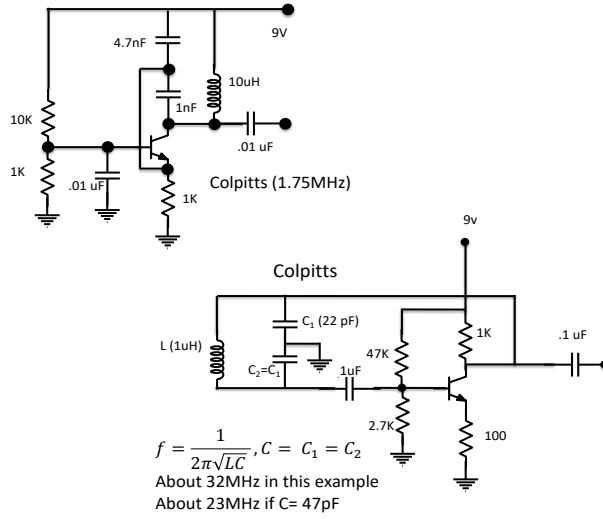 9V
4.7nF
10uH
1nF
10K
.01 uF
1K
.01 uF
1K
Colpitts (1.75MHz)
9v
Colpitts
C₁ (22 pF)
1K
.1 uF
L (1uH)
47K
C₂=C₁
.1uF
2.7K
100
f = 1 / 2π√LC , C = C₁ = C₂
About 32MHz in this example
About 23MHz if C= 47pF